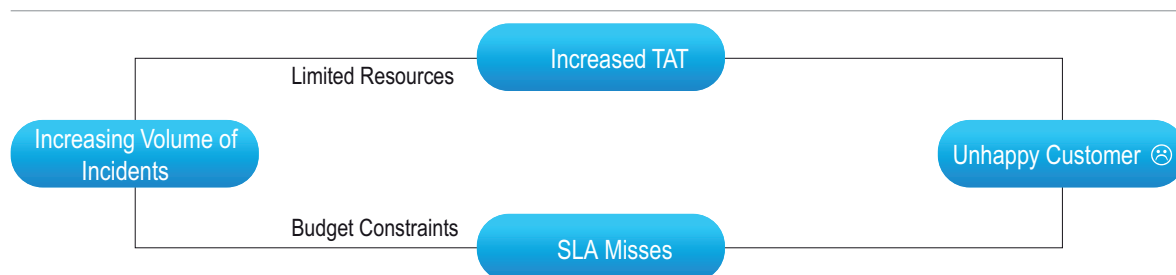 Increased TAT
Limited Resources
Increasing Volume of
Incidents
Unhappy Customer ☹
Budget Constraints
SLA Misses